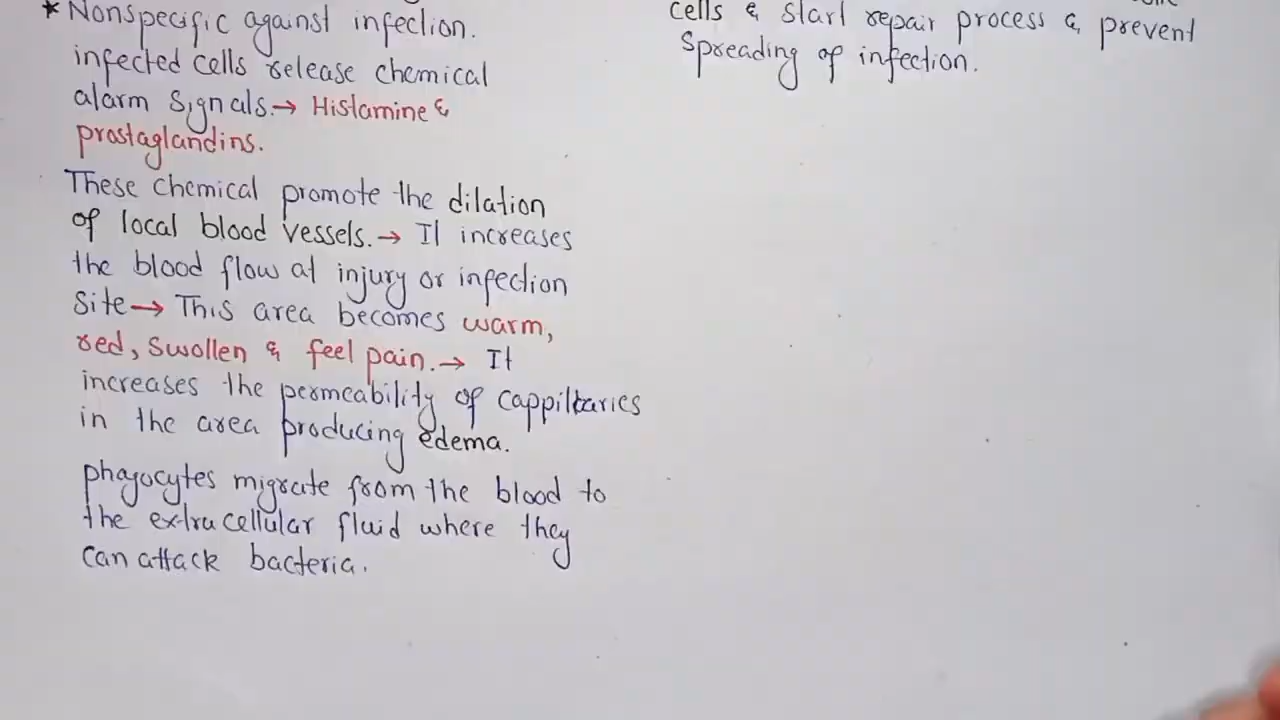 * Nonspecific against infection.
infected cells release chemical
alarm signals.→ Histamine &
prostaglandins.
These chemical promote the dilation
of local blood vessels.→ It increases
the blood flow at injury or infection
site→ This area becomes warm,
red, swollen & feel pain.→ It
increases the permeability of cappiltaries
in the area producing edema.
phagocytes migrate from the blood to
the extracellular fluid where they
can attack bacteria.
cells & start repair process & prevent
spreading of infection.